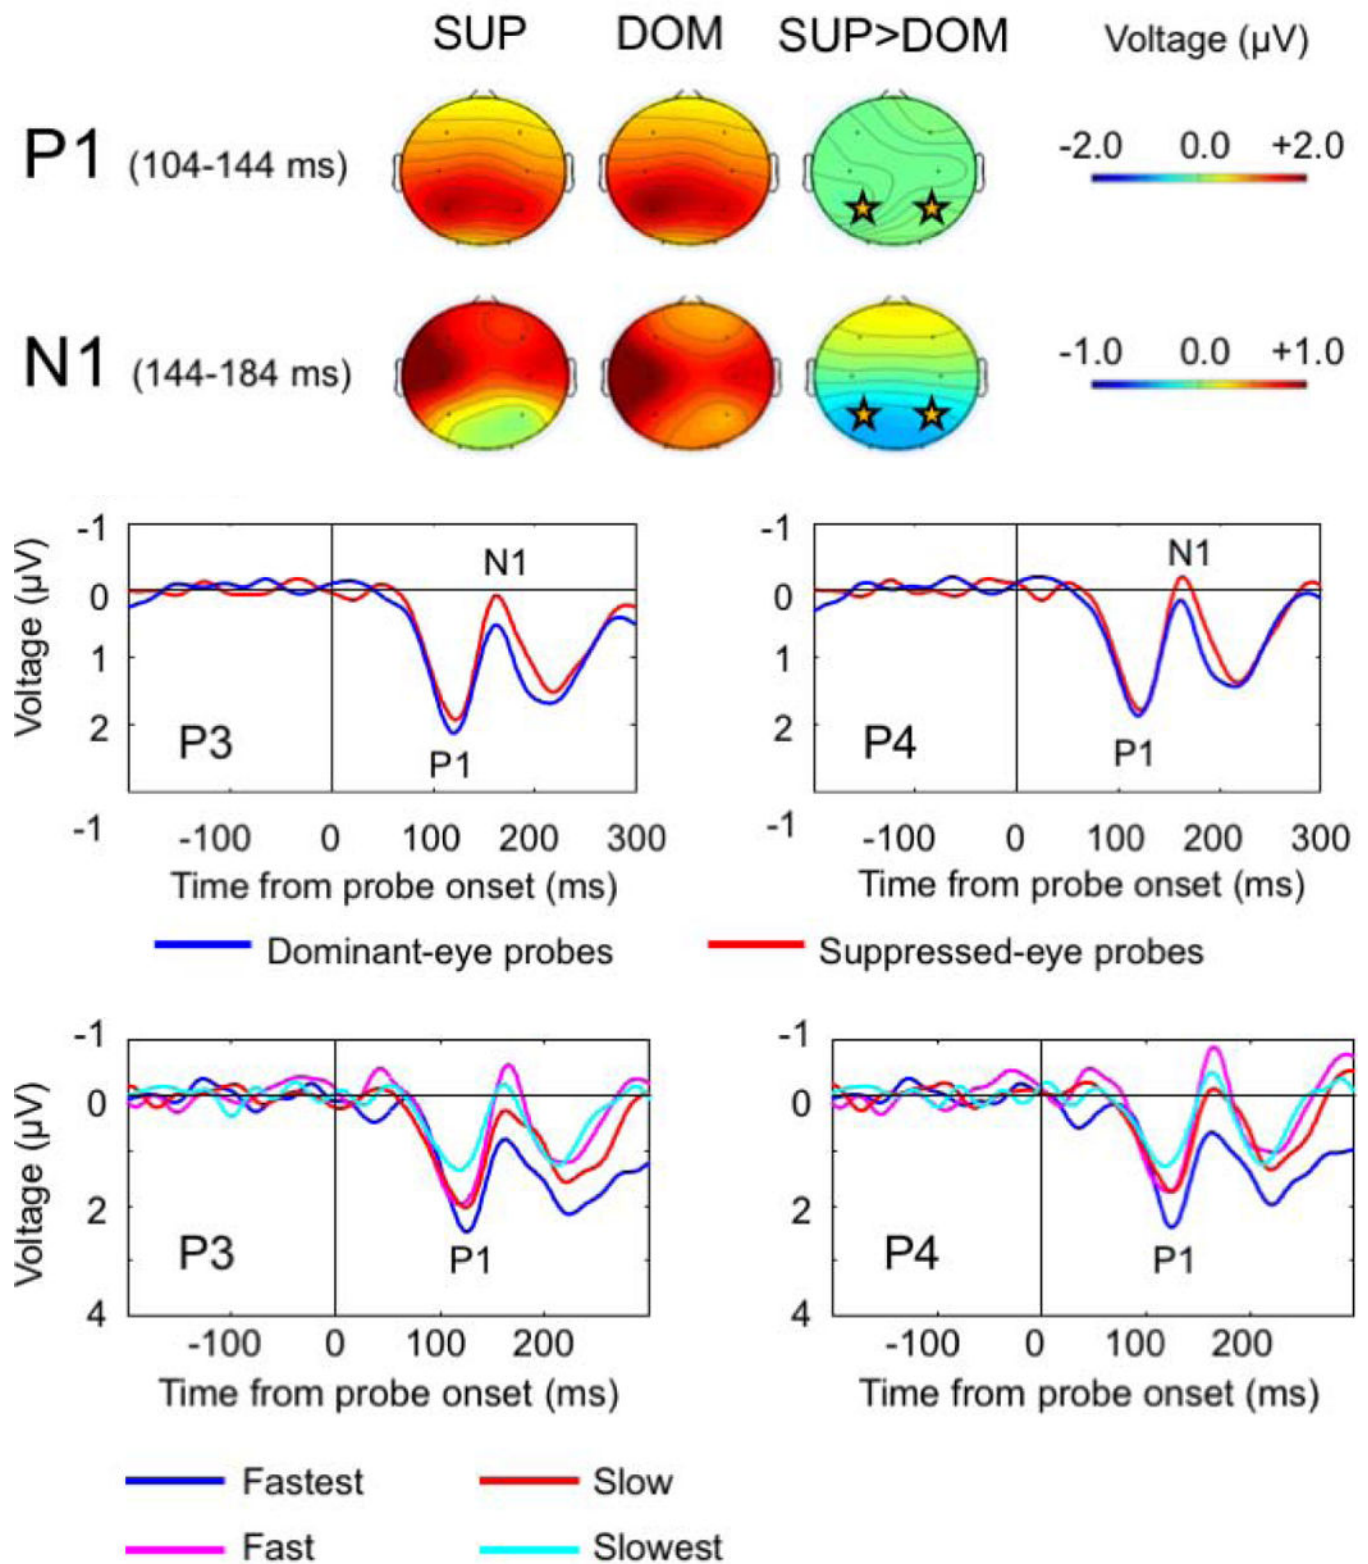 SUP DOM SUP>DOM Voltage (µV)
P1 (104-144 ms)
-2.0 0.0 +2.0
N1 (144-184 ms)
-1.0 0.0 +1.0
-1 -1
N1 N1
0 0
Voltage (µV)
1 1
2 P3 2 P4
P1 P1
-1 -1
-100 0 100 200 300 -100 0 100 200 300
Time from probe onset (ms) Time from probe onset (ms)
Dominant-eye probes Suppressed-eye probes
-1 -1
0 0
Voltage (µV)
2 2
P3 P1 P4 P1
4 4
-100 0 100 200 -100 0 100 200
Time from probe onset (ms) Time from probe onset (ms)
Fastest Slow
Fast Slowest